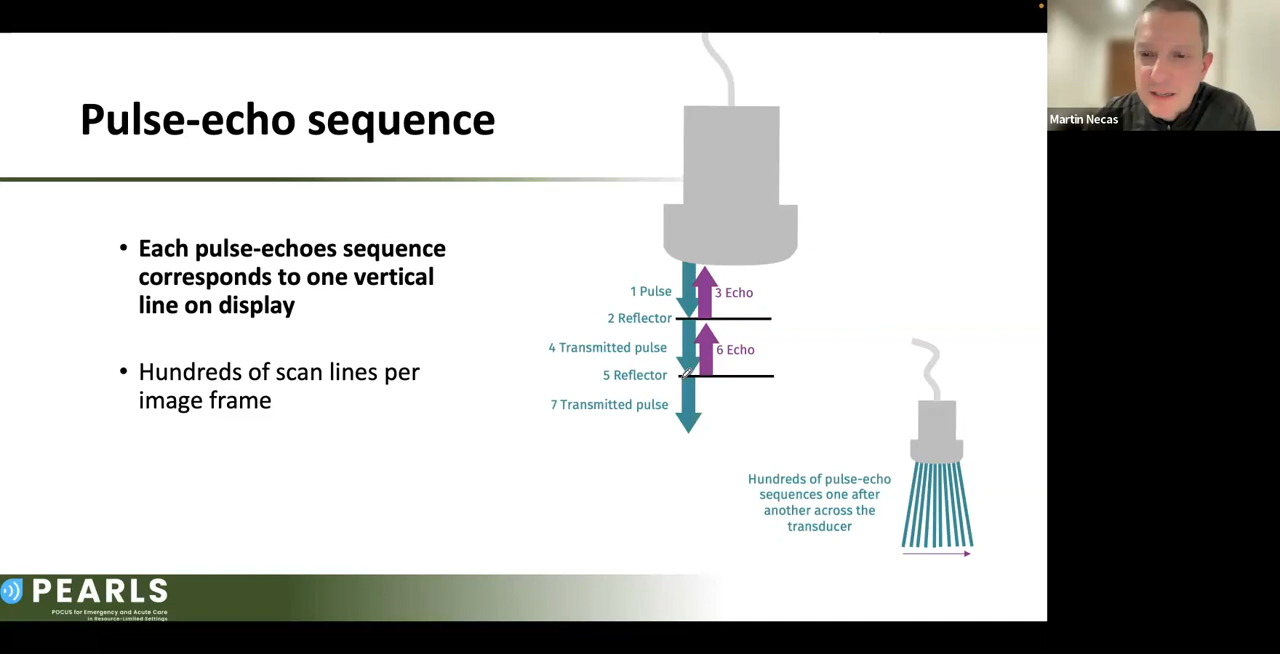 Pulse-echo sequence
• Each pulse-echoes sequence
corresponds to one vertical
line on display
• Hundreds of scan lines per
image frame
1 Pulse
3 Echo
2 Reflector
4 Transmitted pulse
6 Echo
5 Reflector
7 Transmitted pulse
Hundreds of pulse-echo
sequences one after
another across the
transducer
PEARLS
POCUS for Emergency and Acute Care
in Resource-Limited Settings
Martin Necas